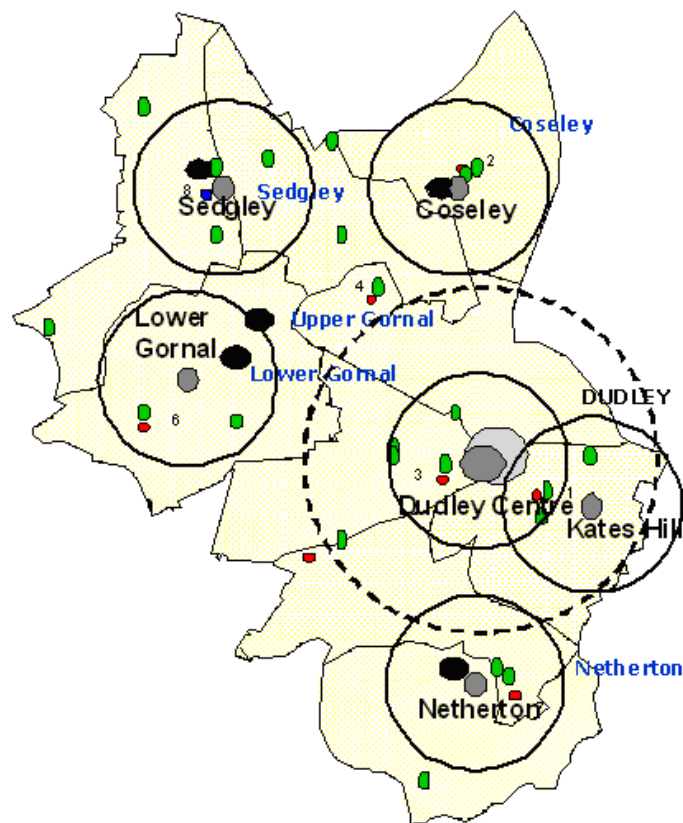 Coseley
2
8
Sedgley
Sedgley
Coseley
4
Lower
Gornal
Upper Gornal
Lower Gornal
DUDLEY
6
3
1
Dudley Centre
Kates Hill
Netherton
Netherton